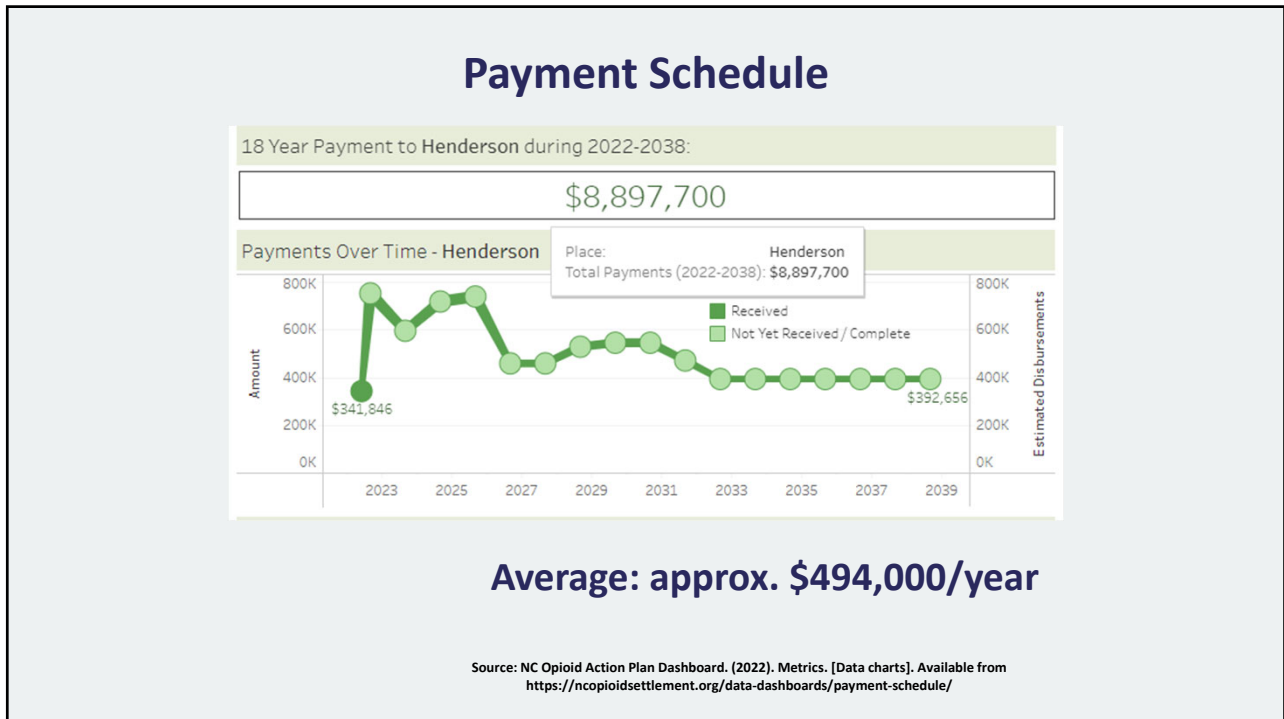 Payment Schedule
18 Year Payment to Henderson during 2022-2038:
$8,897,700
Payments Over Time - Henderson
Place: Henderson
Total Payments (2022-2038): $8,897,700
800K
600K
400K
200K
0K
Amount
$341,846
Received
Not Yet Received / Complete
$392,656
800K
600K
400K
200K
0K
Estimated Disbursements
2023 2025 2027 2029 2031 2033 2035 2037 2039
Average: approx. $494,000/year
Source: NC Opioid Action Plan Dashboard. (2022). Metrics. [Data charts]. Available from
https://ncopioidsettlement.org/data-dashboards/payment-schedule/